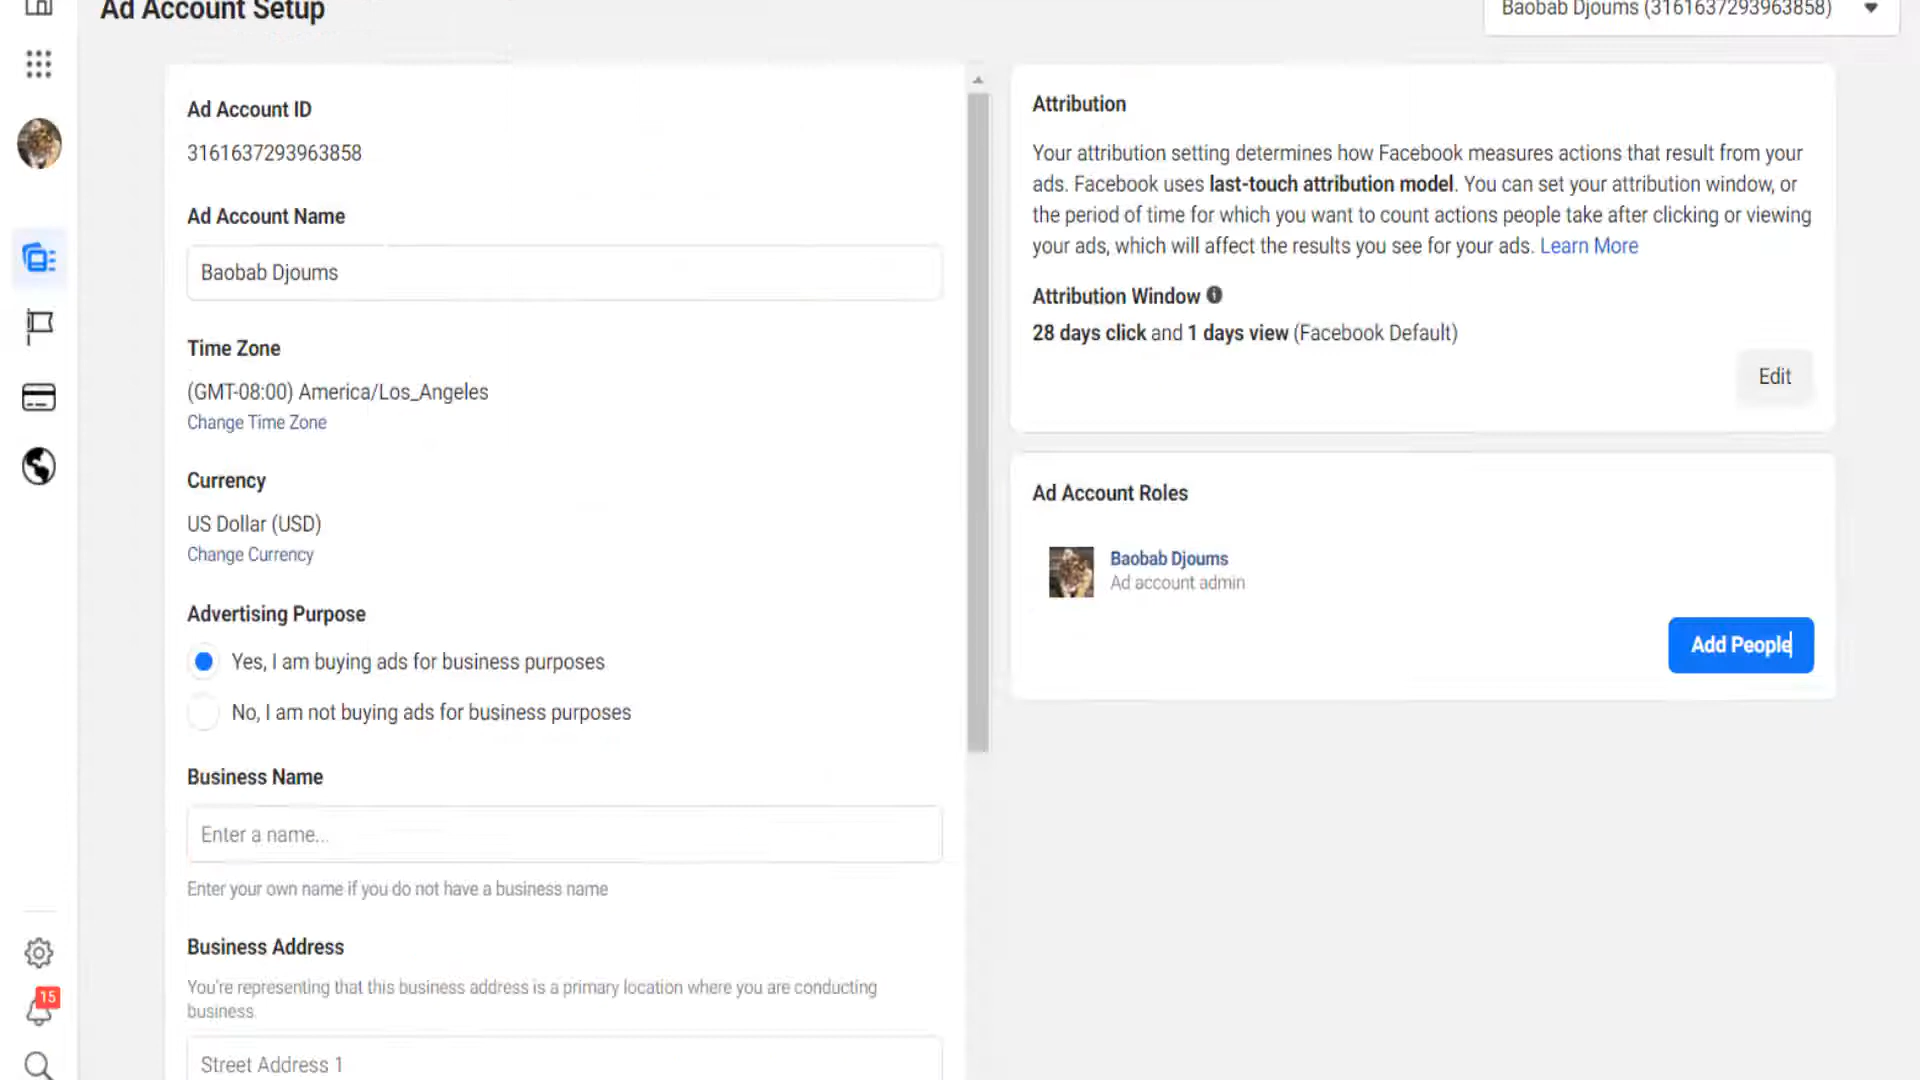 Ad Account Setup
Baobab Djoums (3161637293963858)
Ad Account ID
3161637293963858
Ad Account Name
Baobab Djoums
Time Zone
(GMT-08:00) America/Los_Angeles
Change Time Zone
Currency
US Dollar (USD)
Change Currency
Advertising Purpose
Yes, I am buying ads for business purposes
No, I am not buying ads for business purposes
Business Name
Enter a name...
Enter your own name if you do not have a business name
Business Address
You're representing that this business address is a primary location where you are conducting
business.
Street Address 1
Attribution
Your attribution setting determines how Facebook measures actions that result from your
ads. Facebook uses last-touch attribution model. You can set your attribution window, or
the period of time for which you want to count actions people take after clicking or viewing
your ads, which will affect the results you see for your ads. Learn More
Attribution Window
28 days click and 1 days view (Facebook Default)
Edit
Ad Account Roles
Baobab Djoums
Ad account admin
Add People
15